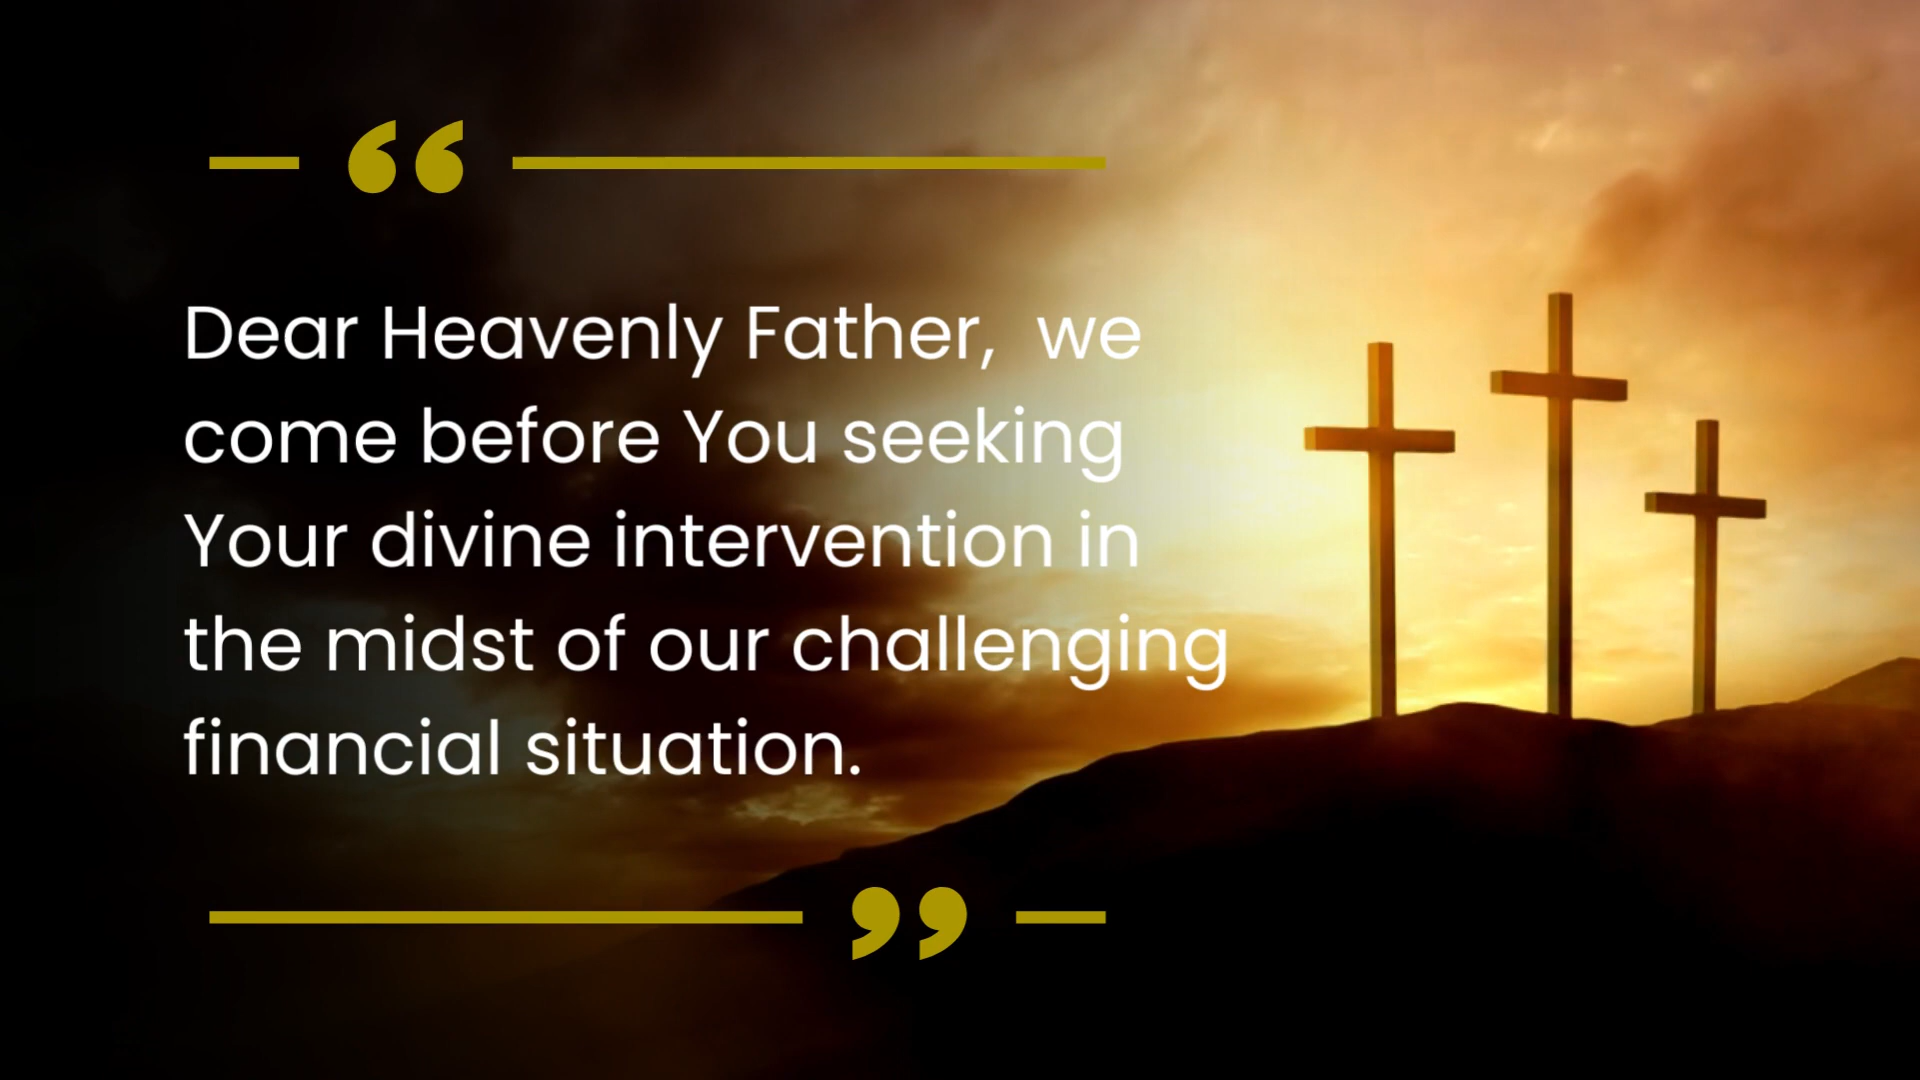 “
Dear Heavenly Father,  we
come before You seeking
Your divine intervention in
the midst of our challenging
financial situation.
”